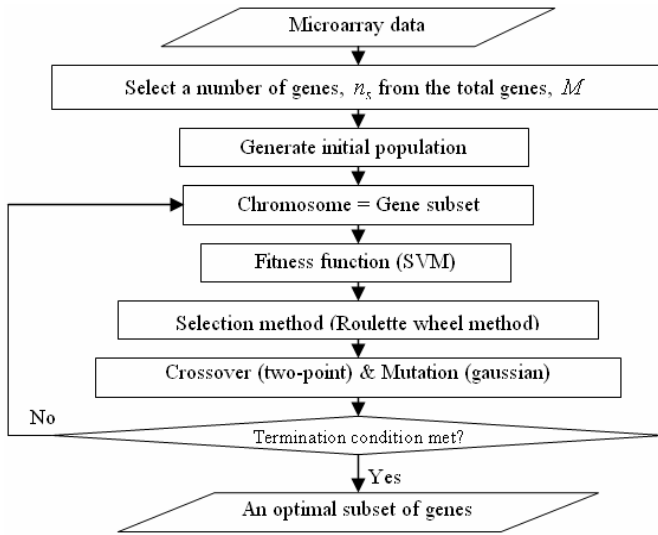 Microarray data
Select a number of genes, nₛ from the total genes, M
Generate initial population
Chromosome = Gene subset
Fitness function (SVM)
Selection method (Roulette wheel method)
Crossover (two-point) & Mutation (gaussian)
No
Termination condition met?
Yes
An optimal subset of genes